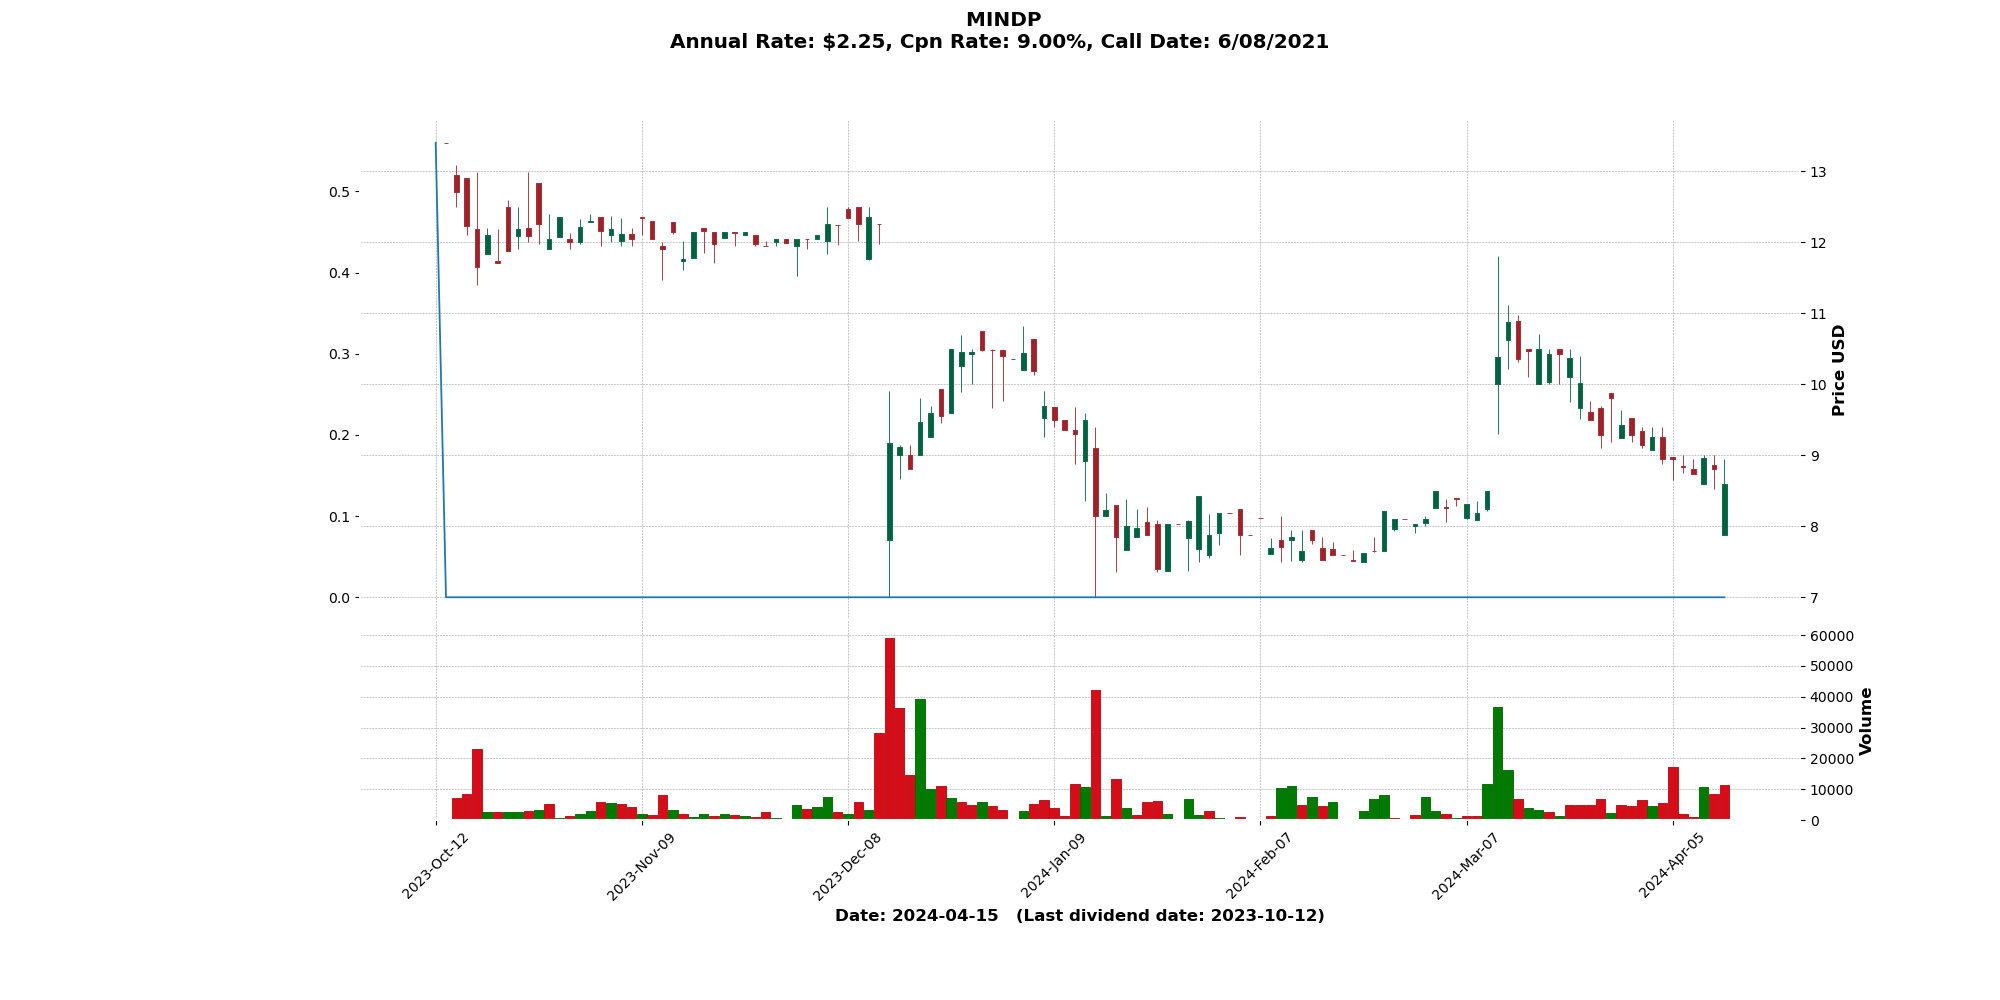 MINDP
Annual Rate: $2.25, Cpn Rate: 9.00%, Call Date: 6/08/2021
0.5
0.4
0.3
0.2
0.1
0.0
13
12
11
10
9
8
7
Price USD
60000
50000
40000
30000
20000
10000
0
Volume
2023-Oct-12
2023-Nov-09
2023-Dec-08
2024-Jan-09
2024-Feb-07
2024-Mar-07
2024-Apr-05
Date: 2024-04-15 (Last dividend date: 2023-10-12)